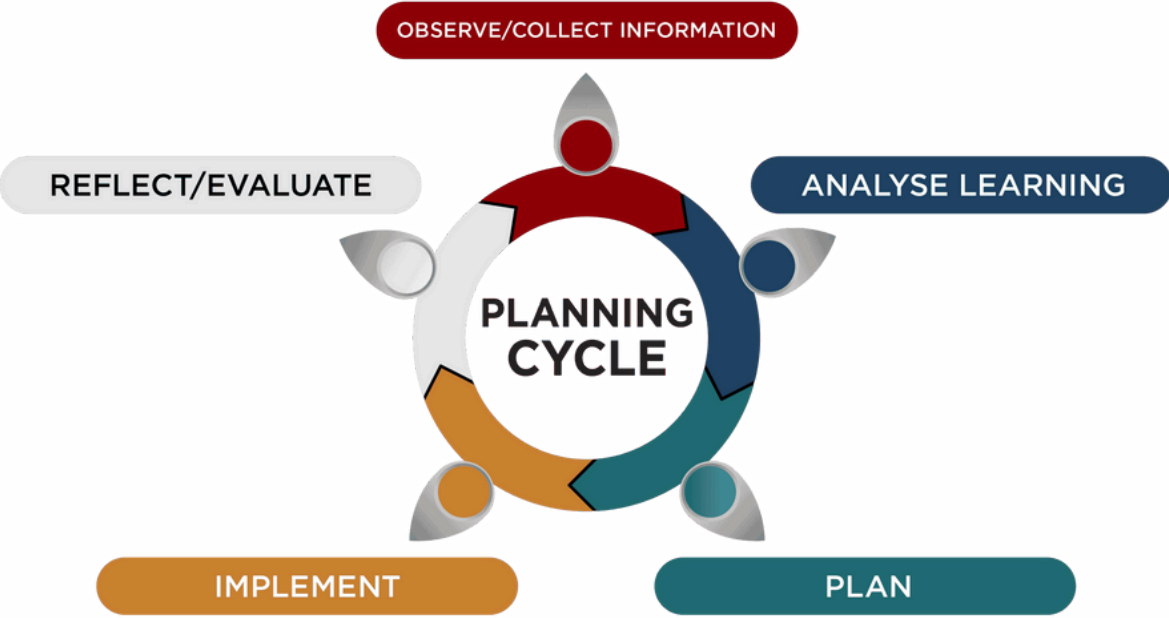 OBSERVE/COLLECT INFORMATION
REFLECT/EVALUATE
ANALYSE LEARNING
PLANNING
CYCLE
IMPLEMENT
PLAN